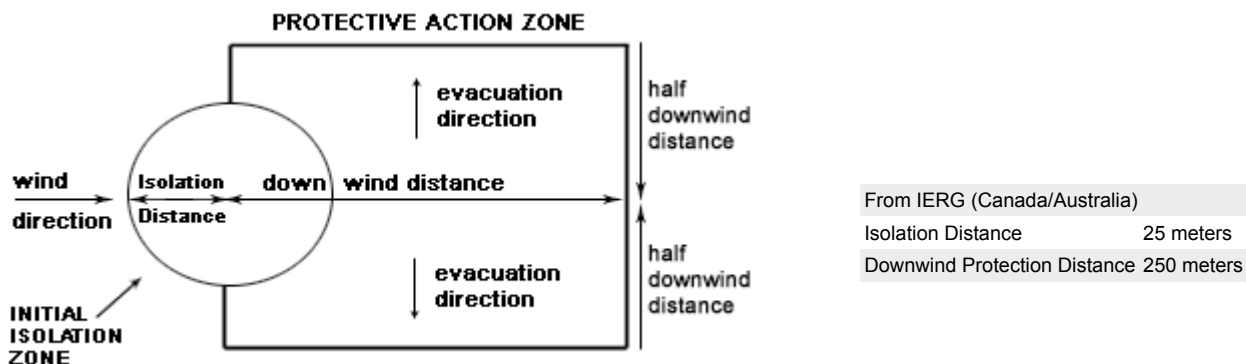 PROTECTIVE ACTION ZONE
evacuation
direction
half
downwind
distance
wind
direction
Isolation
Distance
down wind distance
evacuation
direction
half
downwind
distance
INITIAL
ISOLATION
ZONE
From IERG (Canada/Australia)
Isolation Distance 25 meters
Downwind Protection Distance 250 meters